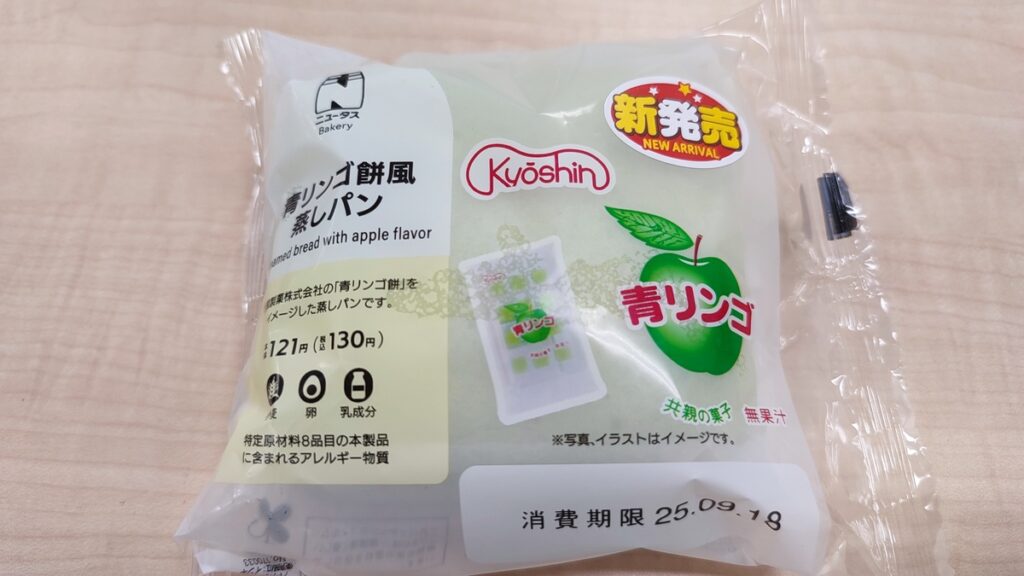 ニュータス
Bakery
青リンゴ餅風
蒸しパン
amed bread with apple flavor
製菓株式会社の「青リンゴ餅」を
イメージした蒸しパンです。
121円(税込130円)
卵 乳成分
特定原材料8品目の本製品
に含まれるアレルギー物質
新発売
NEW ARRIVAL
Kyōshin
青リンゴ
青リンゴ
共親の菓子 無果汁
※写真、イラストはイメージです。
消費期限 25.09.18